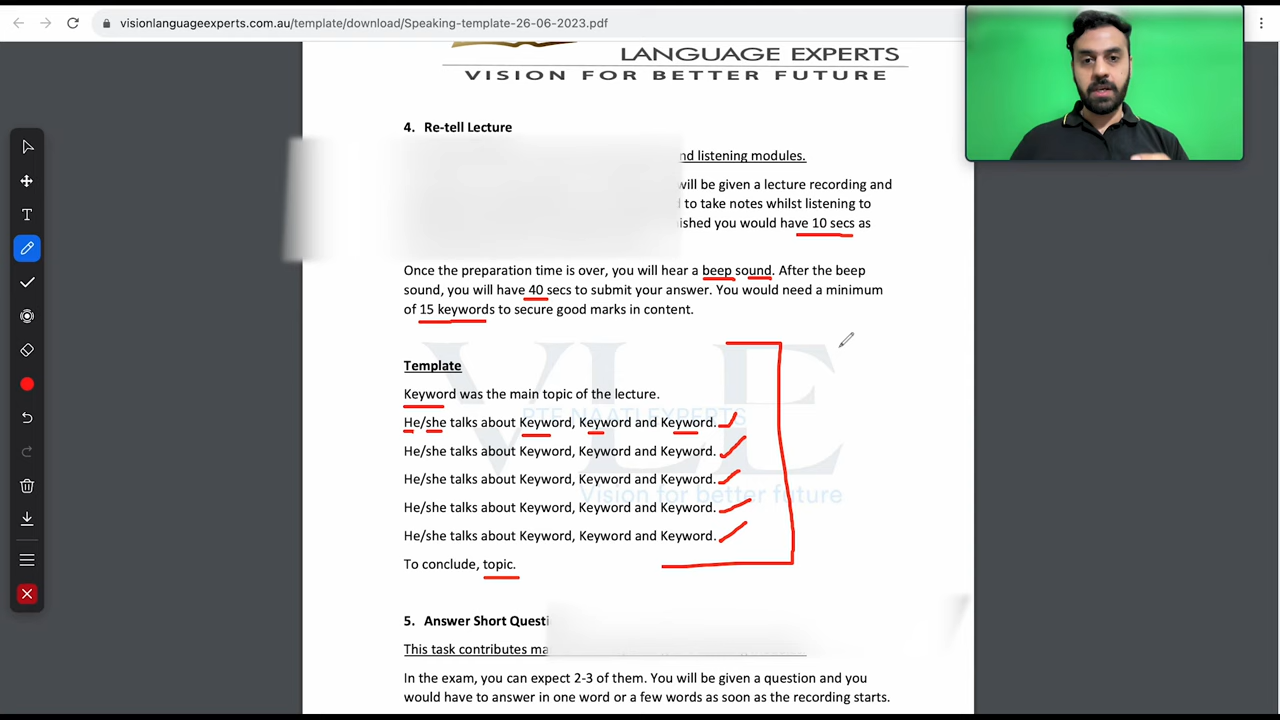 visionlanguageexperts.com.au/template/download/Speaking-template-26-06-2023.pdf
LANGUAGE EXPERTS
VISION FOR BETTER FUTURE
4. Re-tell Lecture
nd listening modules.
will be given a lecture recording and
d to take notes whilst listening to
ished you would have 10 secs as
Once the preparation time is over, you will hear a beep sound. After the beep
sound, you will have 40 secs to submit your answer. You would need a minimum
of 15 keywords to secure good marks in content.
VLE
PTE NAATI EXPERTS
Vision for better future
Template
Keyword was the main topic of the lecture.
He/she talks about Keyword, Keyword and Keyword.
He/she talks about Keyword, Keyword and Keyword.
He/she talks about Keyword, Keyword and Keyword.
He/she talks about Keyword, Keyword and Keyword.
He/she talks about Keyword, Keyword and Keyword.
To conclude, topic.
5. Answer Short Questi
This task contributes ma
In the exam, you can expect 2-3 of them. You will be given a question and you
would have to answer in one word or a few words as soon as the recording starts.
T